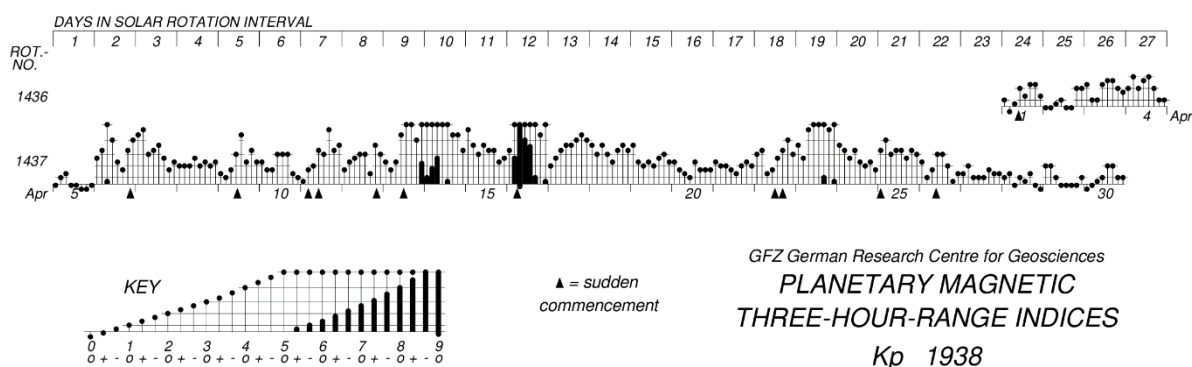 DAYS IN SOLAR ROTATION INTERVAL
ROT.-
NO.
1 2 3 4 5 6 7 8 9 10 11 12 13 14 15 16 17 18 19 20 21 22 23 24 25 26 27
1436
1 4 Apr
1437
Apr 5 10 15 20 25 30
KEY
0 1 2 3 4 5 6 7 8 9
o + - o + - o + - o + - o + - o + - o + - o + - o + - o
▲ = sudden
commencement
GFZ German Research Centre for Geosciences
PLANETARY MAGNETIC
THREE-HOUR-RANGE INDICES
Kp 1938